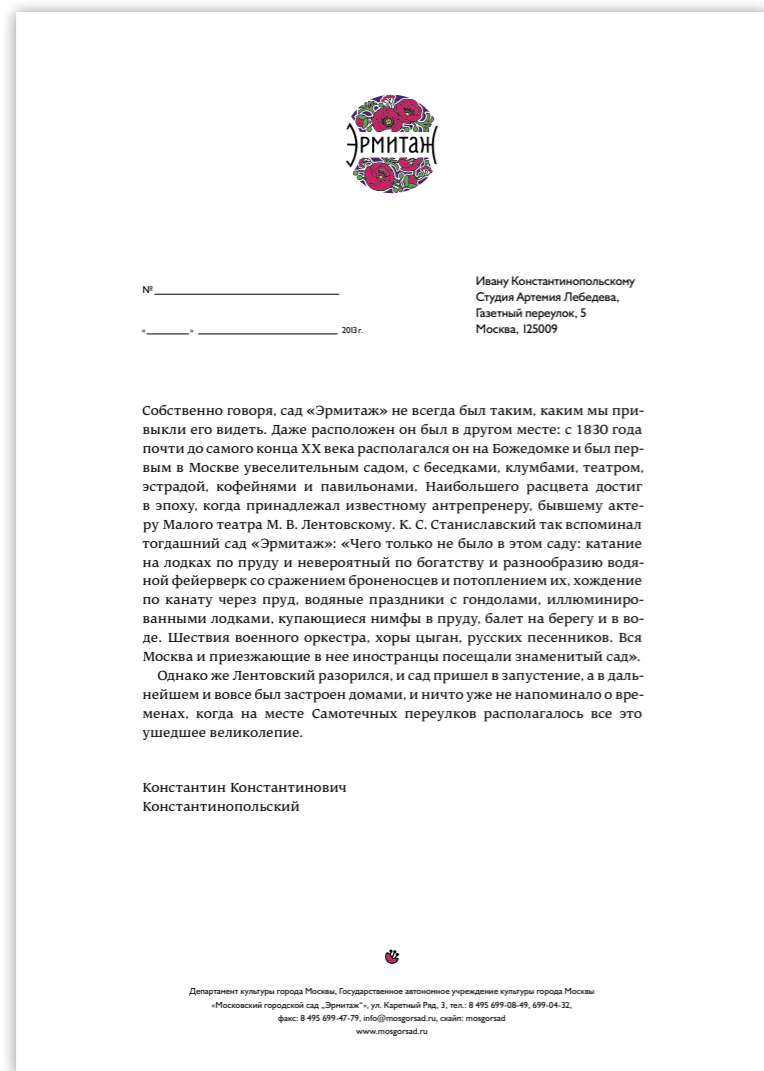 Эрмитаж
№
Ивану Константинопольскому
Студия Артемия Лебедева,
Газетный переулок, 5
Москва, 125009
« » 2013 г.
Собственно говоря, сад «Эрмитаж» не всегда был таким, каким мы при-
выкли его видеть. Даже расположен он был в другом месте: с 1830 года
почти до самого конца XX века располагался он на Божедомке и был пер-
вым в Москве увеселительным садом, с беседками, клумбами, театром,
эстрадой, кофейнями и павильонами. Наибольшего расцвета достиг
в эпоху, когда принадлежал известному антрепренеру, бывшему акте-
ру Малого театра М. В. Лентовскому. К. С. Станиславский так вспоминал
тогдашний сад «Эрмитаж»: «Чего только не было в этом саду: катание
на лодках по пруду и невероятный по богатству и разнообразию водя-
ной фейерверк со сражением броненосцев и потоплением их, хождение
по канату через пруд, водяные праздники с гондолами, иллюминиро-
ванными лодками, купающиеся нимфы в пруду, балет на берегу и в во-
де. Шествия военного оркестра, хоры цыган, русских песенников. Вся
Москва и приезжающие в нее иностранцы посещали знаменитый сад».
Однако же Лентовский разорился, и сад пришел в запустение, а в даль-
нейшем и вовсе был застроен домами, и ничто уже не напоминало о вре-
менах, когда на месте Самотечных переулков располагалось все это
ушедшее великолепие.
Константин Константинович
Константинопольский
Департамент культуры города Москвы, Государственное автономное учреждение культуры города Москвы
«Московский городской сад „Эрмитаж“», ул. Каретный Ряд, 3, тел.: 8 495 699-08-49, 699-04-32,
факс: 8 495 699-47-79, info@mosgorsad.ru, скайп: mosgorsad
www.mosgorsad.ru